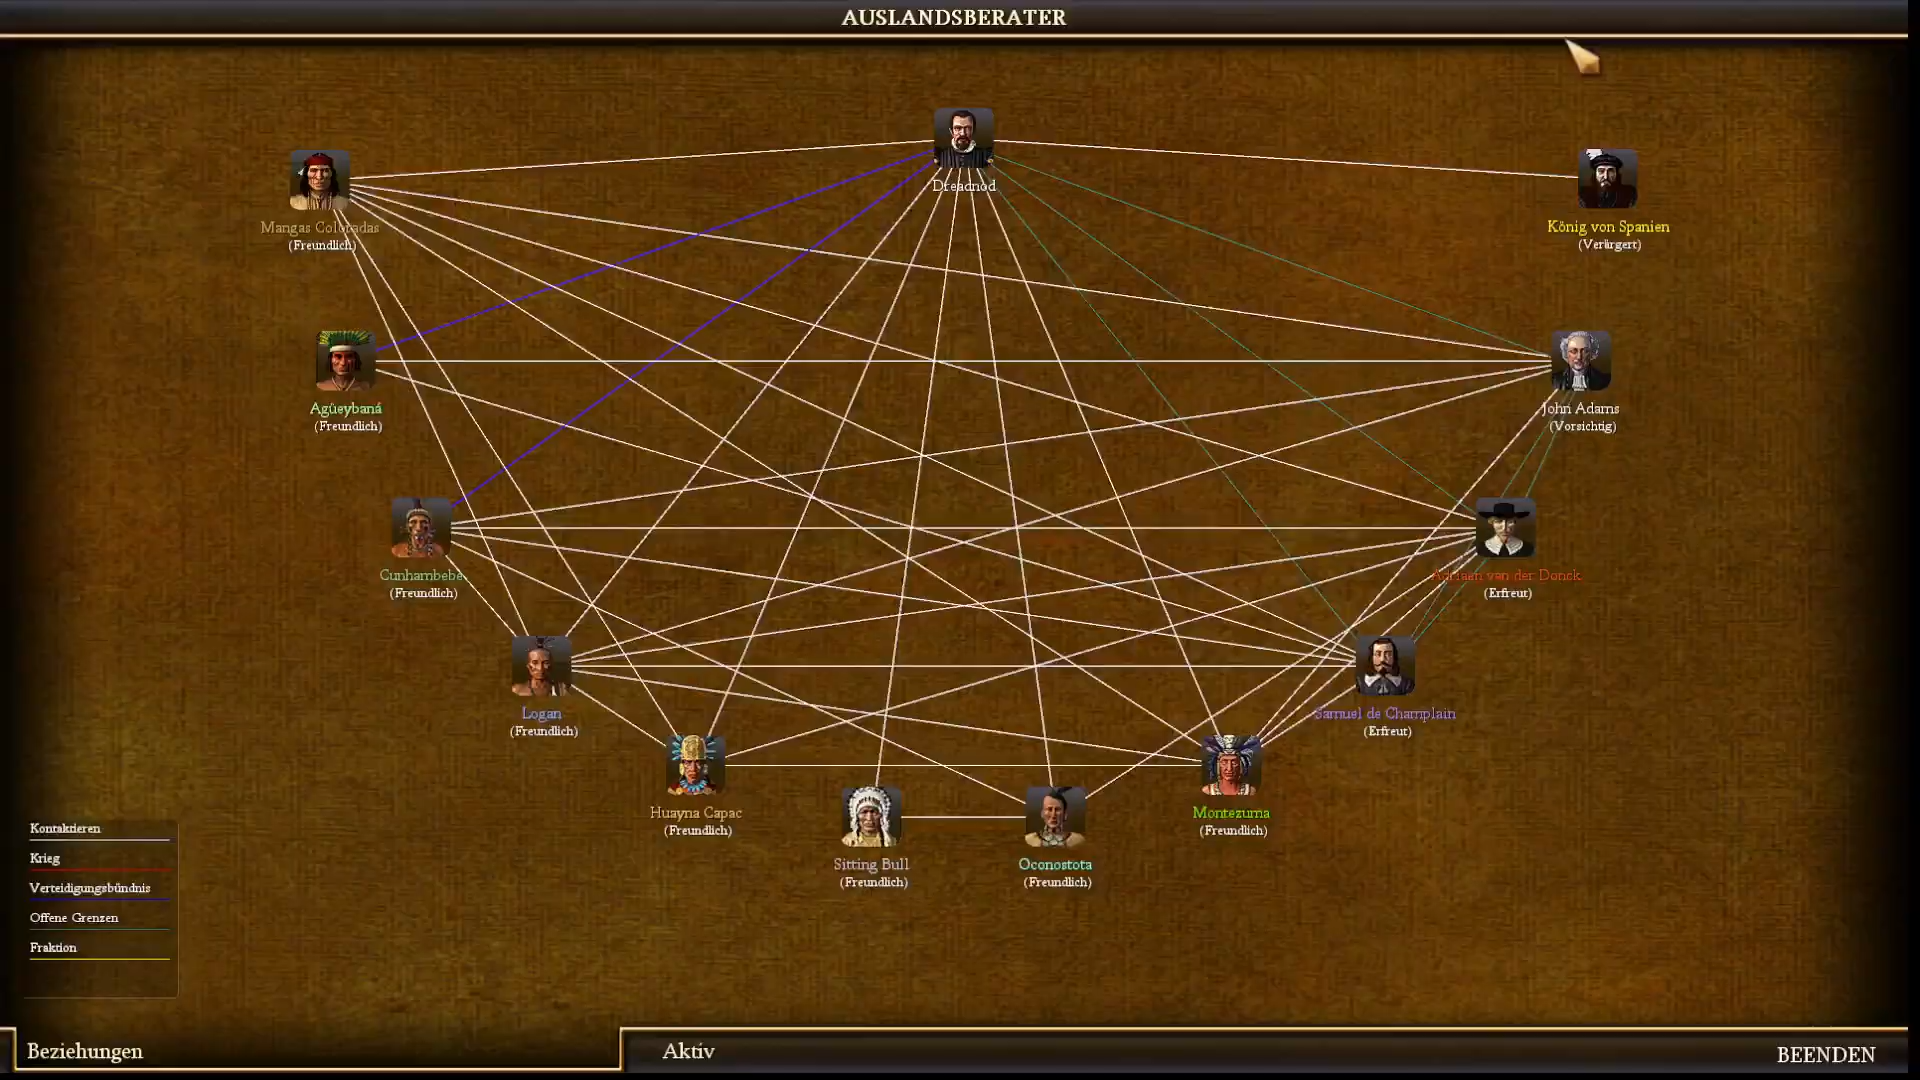 AUSLANDSBERATER
Dreadnod
Mangas Coloradas
(Freundlich)
König von Spanien
(Verärgert)
Agüeybaná
(Freundlich)
John Adams
(Vorsichtig)
Cunhambebe
(Freundlich)
Adriaen van der Donck
(Erfreut)
Logan
(Freundlich)
Samuel de Champlain
(Erfreut)
Huayna Capac
(Freundlich)
Montezuma
(Freundlich)
Sitting Bull
(Freundlich)
Oconostota
(Freundlich)
Kontaktieren
Krieg
Verteidigungsbündnis
Offene Grenzen
Fraktion
Beziehungen
Aktiv
BEENDEN